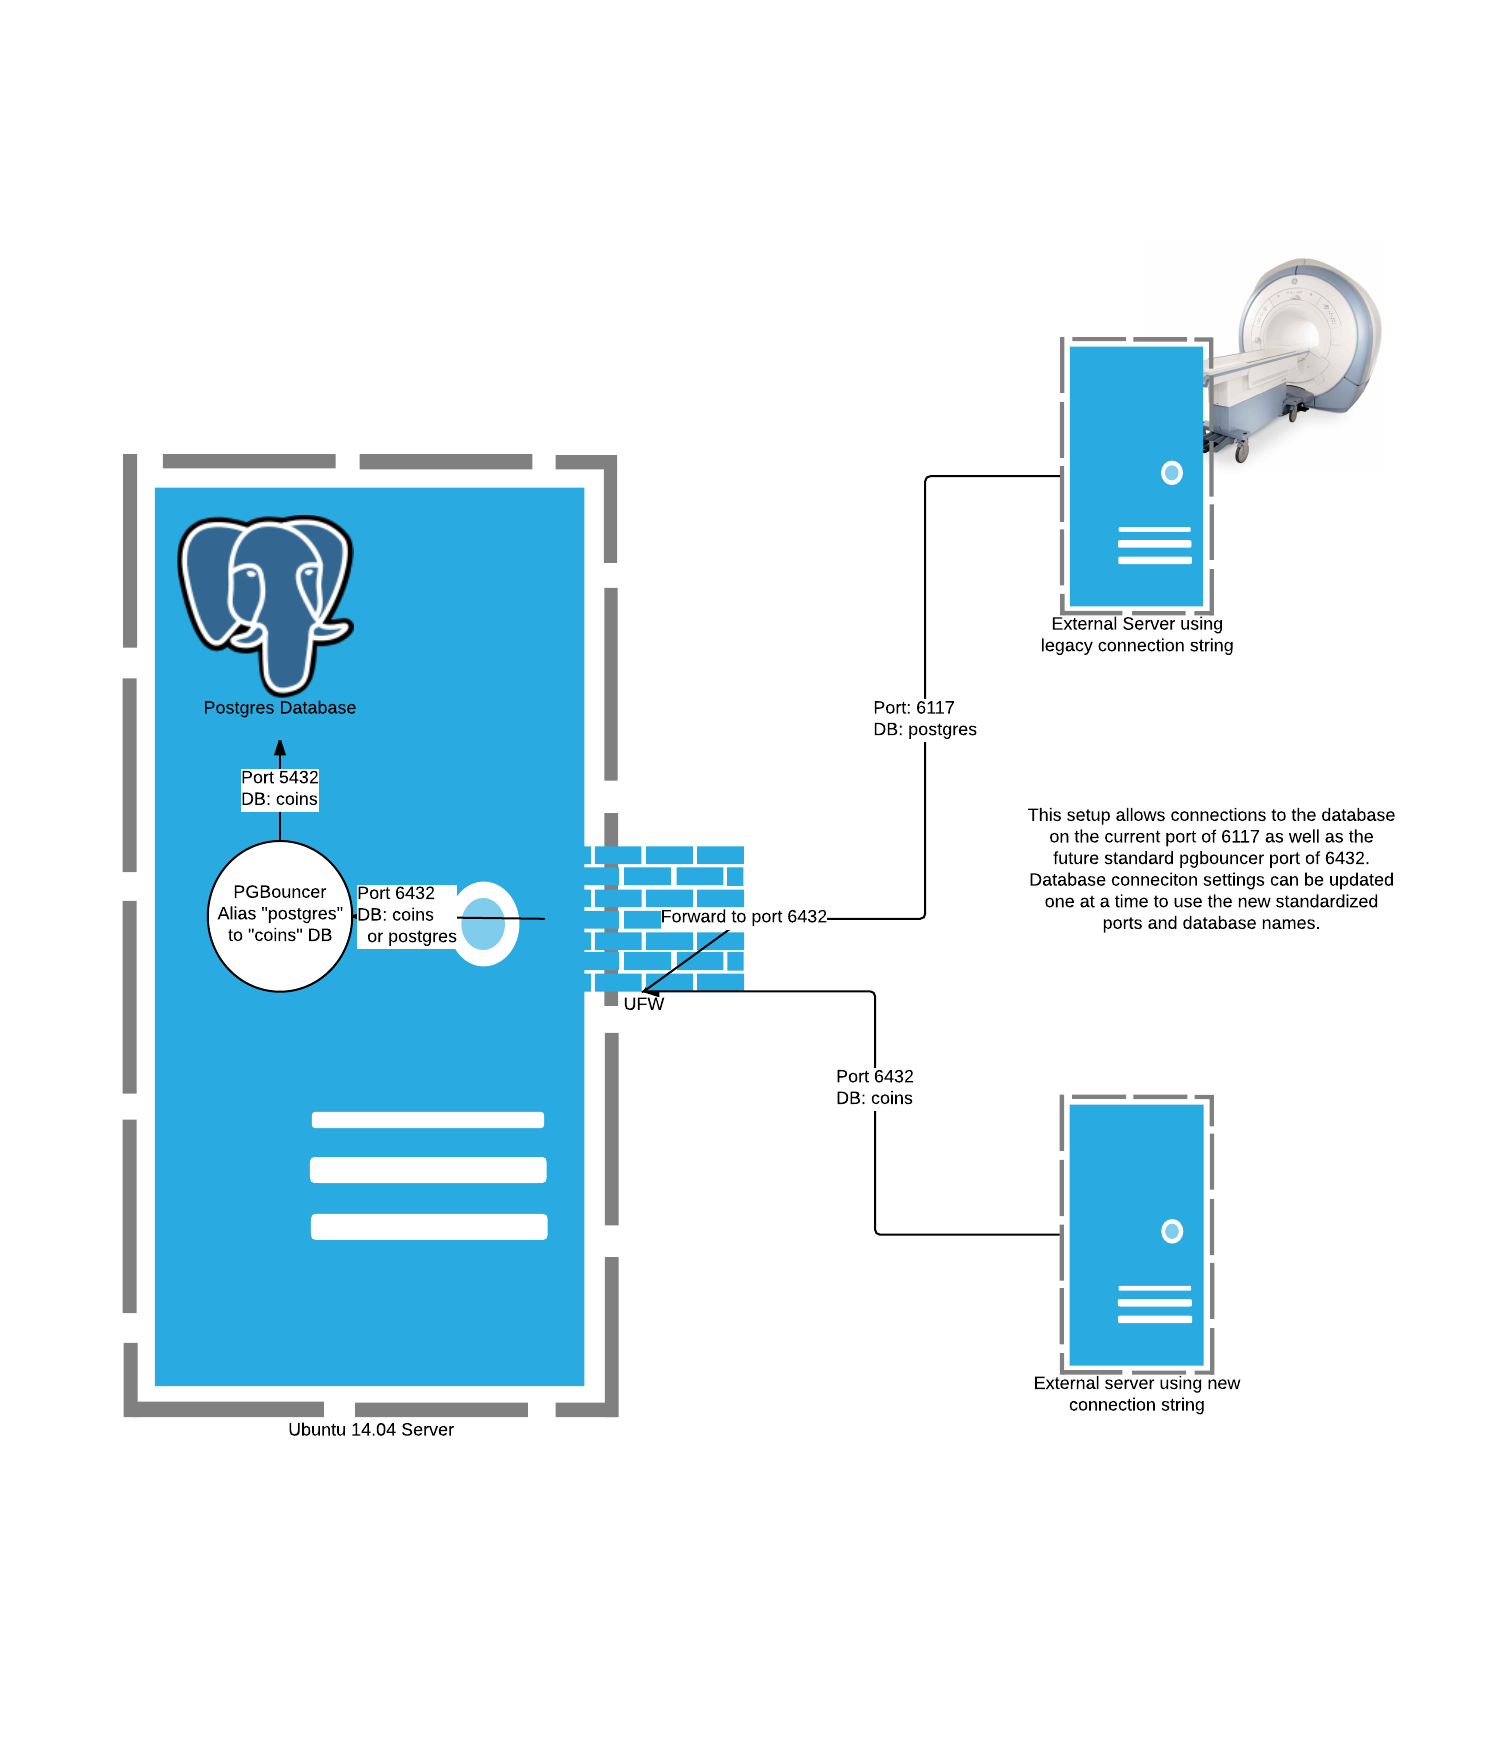 Postgres Database
Port 5432
DB: coins
PGBouncer
Alias "postgres"
to "coins" DB
Port 6432
DB: coins
or postgres
Forward to port 6432
UFW
Ubuntu 14.04 Server
Port: 6117
DB: postgres
Port 6432
DB: coins
External Server using
legacy connection string
This setup allows connections to the database
on the current port of 6117 as well as the
future standard pgbouncer port of 6432.
Database conneciton settings can be updated
one at a time to use the new standardized
ports and database names.
External server using new
connection string